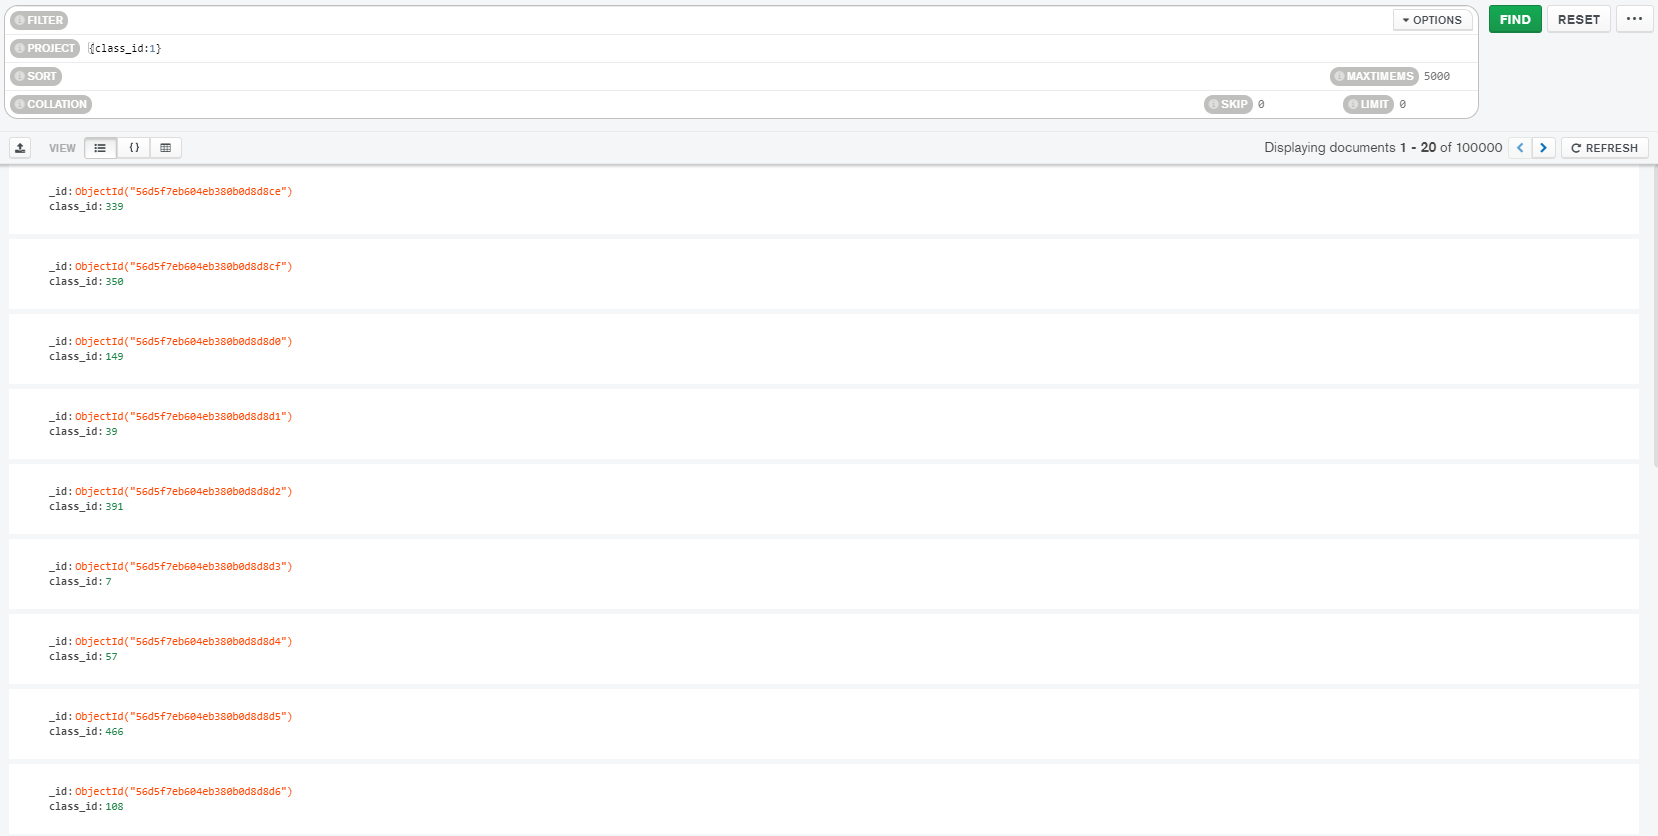 FILTER OPTIONS FIND RESET ...
PROJECT {class_id:1}
SORT MAXTIMEMS 5000
COLLATION SKIP 0 LIMIT 0
VIEW {} Displaying documents 1 - 20 of 100000 < > REFRESH
_id:ObjectId("56d5f7eb604eb380b0d8d8ce")
class_id:339
_id:ObjectId("56d5f7eb604eb380b0d8d8cf")
class_id:350
_id:ObjectId("56d5f7eb604eb380b0d8d8d0")
class_id:149
_id:ObjectId("56d5f7eb604eb380b0d8d8d1")
class_id:39
_id:ObjectId("56d5f7eb604eb380b0d8d8d2")
class_id:391
_id:ObjectId("56d5f7eb604eb380b0d8d8d3")
class_id:7
_id:ObjectId("56d5f7eb604eb380b0d8d8d4")
class_id:57
_id:ObjectId("56d5f7eb604eb380b0d8d8d5")
class_id:466
_id:ObjectId("56d5f7eb604eb380b0d8d8d6")
class_id:108